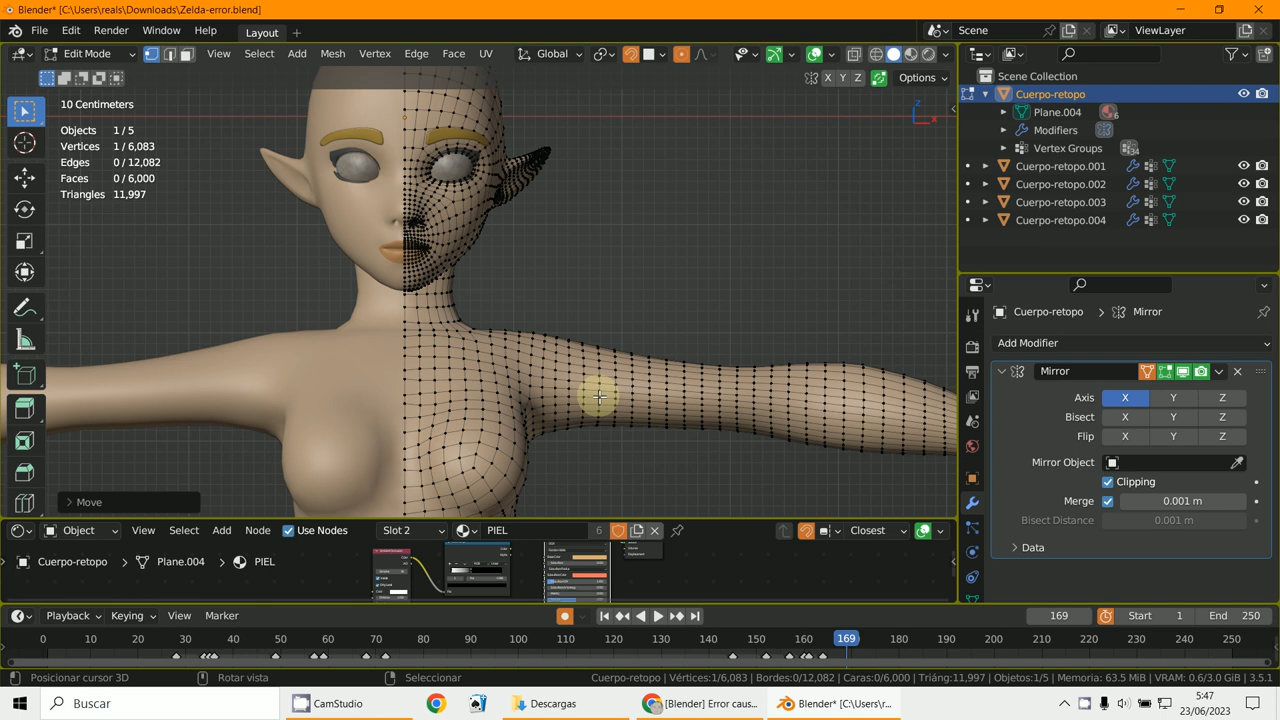 Blender* [C:\Users\reals\Downloads\Zelda-error.blend]
File Edit Render Window Help Layout + Scene ViewLayer
Edit Mode View Select Add Mesh Vertex Edge Face UV Global
X Y Z Options
10 Centimeters
Objects 1 / 5
Vertices 1 / 6,083
Edges 0 / 12,082
Faces 0 / 6,000
Triangles 11,997
> Move
Scene Collection
Cuerpo-retopo
Plane.004 6
Modifiers
Vertex Groups 34
Cuerpo-retopo.001
Cuerpo-retopo.002
Cuerpo-retopo.003
Cuerpo-retopo.004
Cuerpo-retopo > Mirror
Add Modifier
Mirror
Axis X Y Z
Bisect X Y Z
Flip X Y Z
Mirror Object
Clipping
Merge 0.001 m
Bisect Distance 0.001 m
Data
Object View Select Add Node Use Nodes Slot 2 PIEL 6 Closest
Cuerpo-retopo > Plane.004 > PIEL
Playback Keying View Marker 169 Start 1 End 250
0 10 20 30 40 50 60 70 80 90 100 110 120 130 140 150 160 169 180 190 200 210 220 230 240 250
Posicionar cursor 3D Rotar vista Seleccionar Cuerpo-retopo | Vértices:1/6,083 | Bordes:0/12,082 | Caras:0/6,000 | Triáng:11,997 | Objetos:1/5 | Memoria: 63.5 MiB | VRAM: 0.6/3.0 GiB | 3.5.1
Buscar CamStudio Descargas [Blender] Error caus... Blender* [C:\Users\r...
5:47
23/06/2023